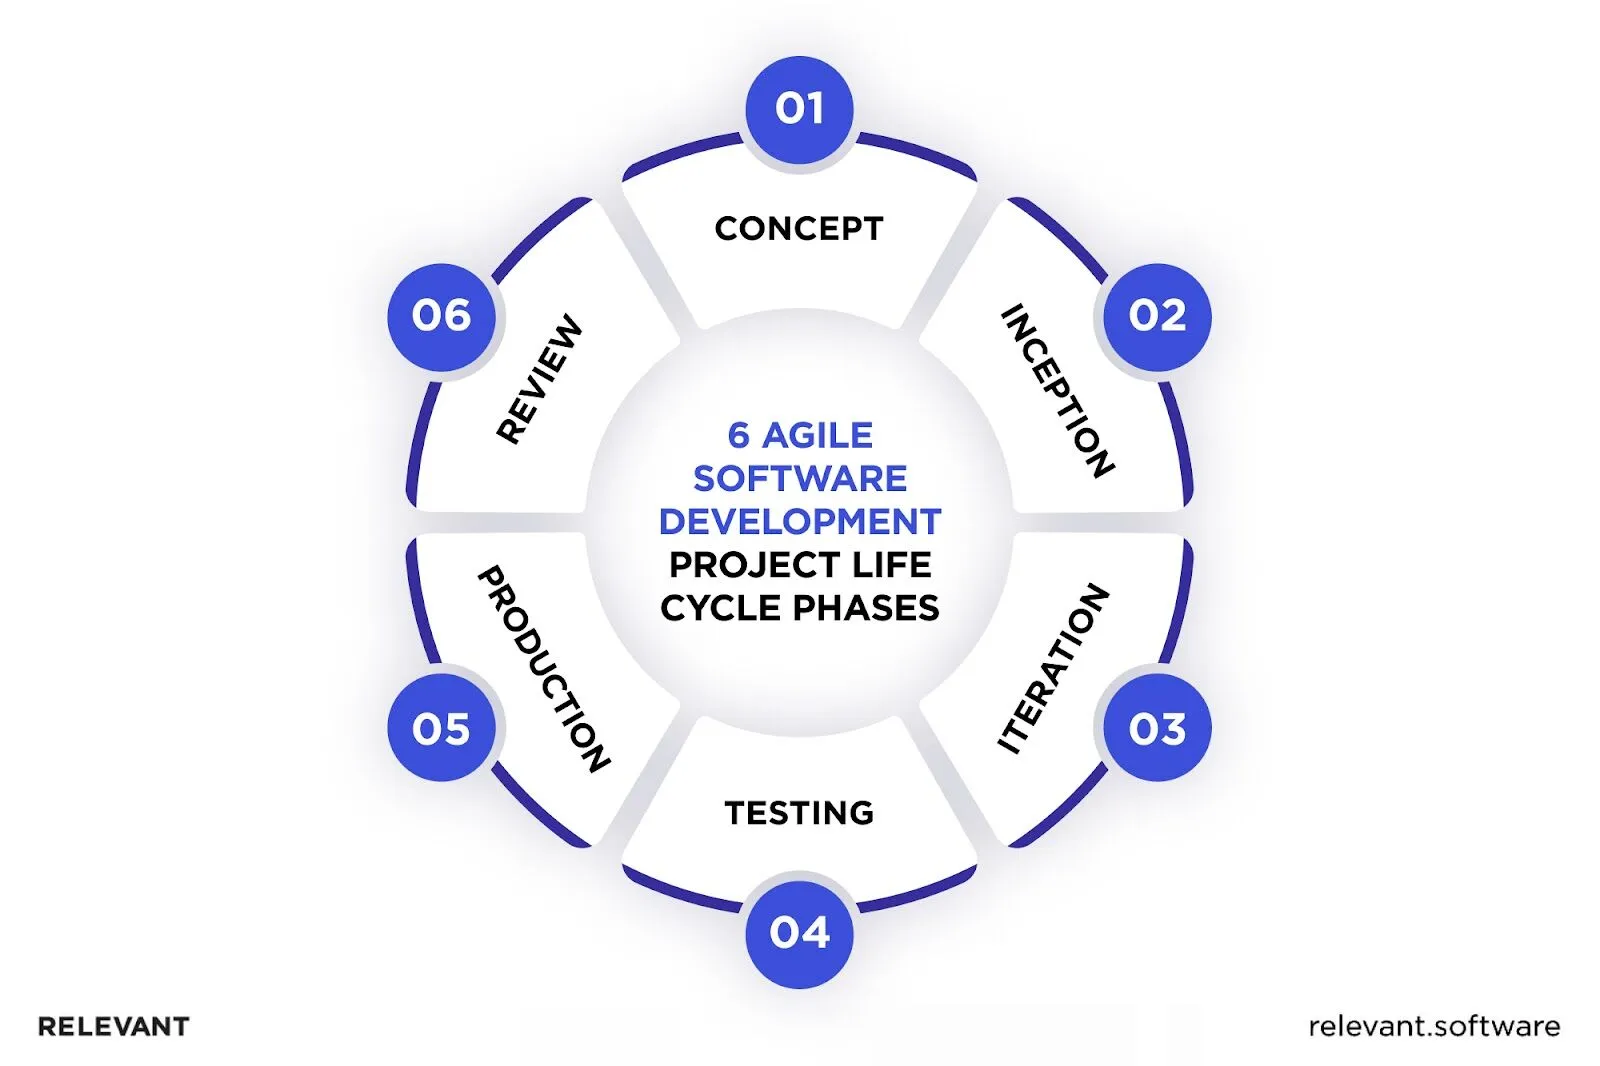 01
CONCEPT
02
INCEPTION
03
ITERATION
04
TESTING
05
PRODUCTION
06
REVIEW
6 AGILE
SOFTWARE
DEVELOPMENT
PROJECT LIFE
CYCLE PHASES
RELEVANT
relevant.software